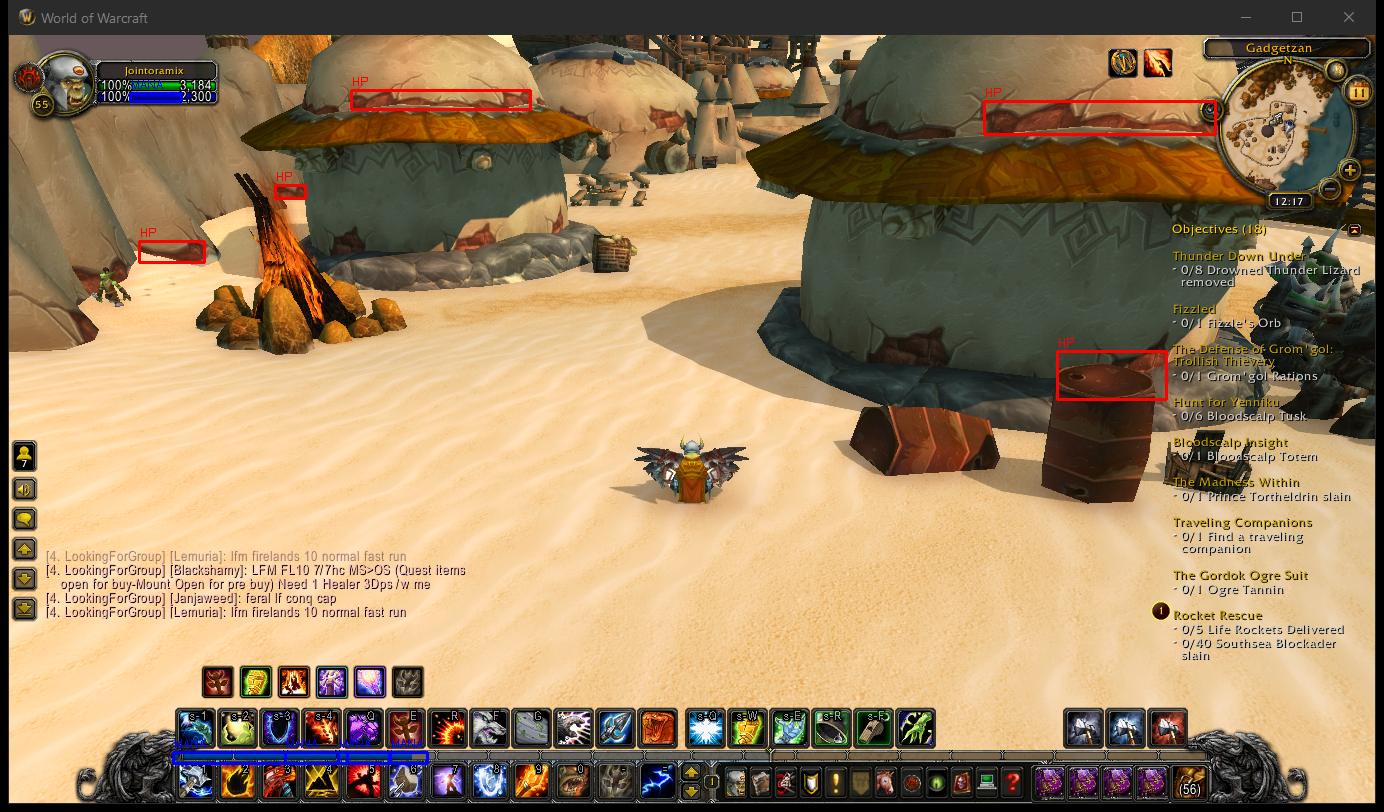 World of Warcraft
Gadgetzan
N
Jointoramix
100% MANA 3,184
100% 2,300
55
HP
HP
HP
HP
HP
11
12:17
Objectives (18)
Thunder Down Under
- 0/8 Drowned Thunder Lizard
removed
Fizzled
- 0/1 Fizzle's Orb
The Defense of Grom'gol:
Trollish Thievery
- 0/1 Grom'gol Rations
Hunt for Yenniku
- 0/6 Bloodscalp Tusk
Bloodscalp Insight
- 0/1 Bloodscalp Totem
The Madness Within
- 0/1 Prince Tortheldrin slain
Traveling Companions
- 0/1 Find a traveling
companion
The Gordok Ogre Suit
- 0/1 Ogre Tannin
1
Rocket Rescue
- 0/5 Life Rockets Delivered
- 0/40 Southsea Blockader
slain
7
[4. LookingForGroup] [Lemuria]: lfm firelands 10 normal fast run
[4. LookingForGroup] [Blackshamy]: LFM FL10 7/7hc MS>OS (Quest items
open for buy-Mount Open for pre buy) Need 1 Healer 3Dps /w me
[4. LookingForGroup] [Janjaweed]: feral lf conq cap
[4. LookingForGroup] [Lemuria]: lfm firelands 10 normal fast run
s-1 s-2 s-3 s-4 Q E R F G s-Q s-W s-E s-R s-F
MANA MANA
2 3 4 5 6 7 8 9 0 - =
1
(56)